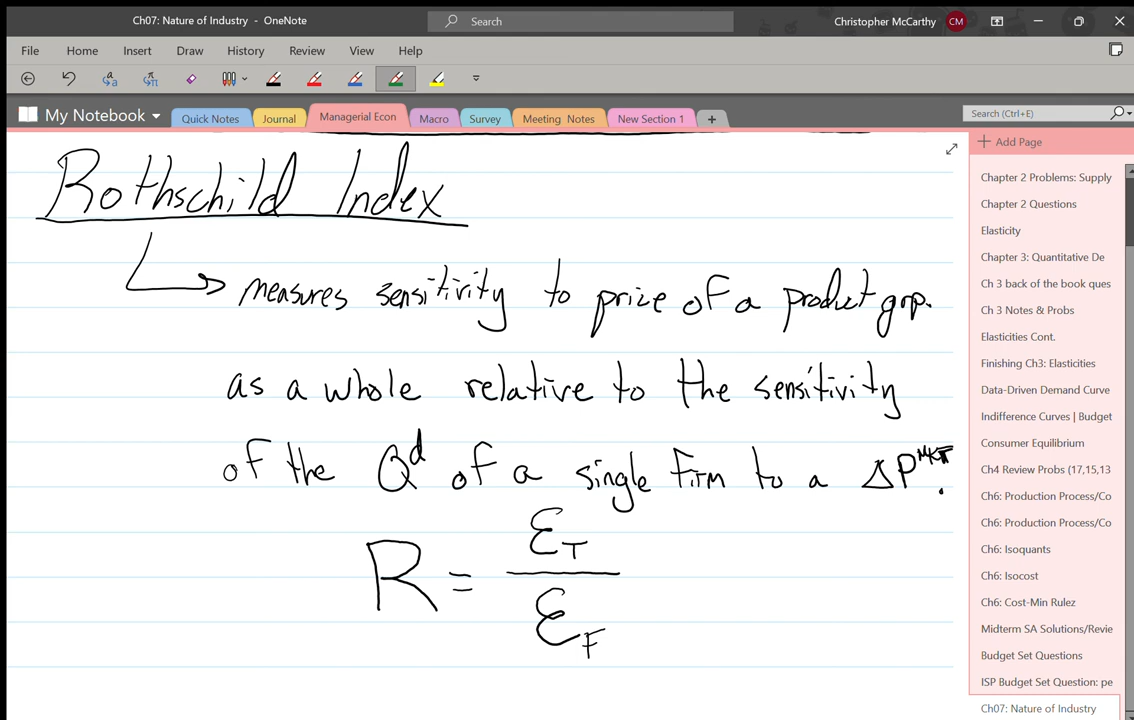 Ch07: Nature of Industry - OneNote
Search
Christopher McCarthy
CM
File Home Insert Draw History Review View Help
My Notebook
Quick Notes
Journal
Managerial Econ
Macro
Survey
Meeting Notes
New Section 1
Search (Ctrl+E)
Rothschild Index
measures sensitivity to price of a product grp.
as a whole relative to the sensitivity
of the Qd of a single firm to a ΔP^MKT.
R = ε_T / ε_F
Add Page
Chapter 2 Problems: Supply
Chapter 2 Questions
Elasticity
Chapter 3: Quantitative De
Ch 3 back of the book ques
Ch 3 Notes & Probs
Elasticities Cont.
Finishing Ch3: Elasticities
Data-Driven Demand Curve
Indifference Curves | Budget
Consumer Equilibrium
Ch4 Review Probs (17,15,13
Ch6: Production Process/Co
Ch6: Production Process/Co
Ch6: Isoquants
Ch6: Isocost
Ch6: Cost-Min Rulez
Midterm SA Solutions/Revie
Budget Set Questions
ISP Budget Set Question: pe
Ch07: Nature of Industry